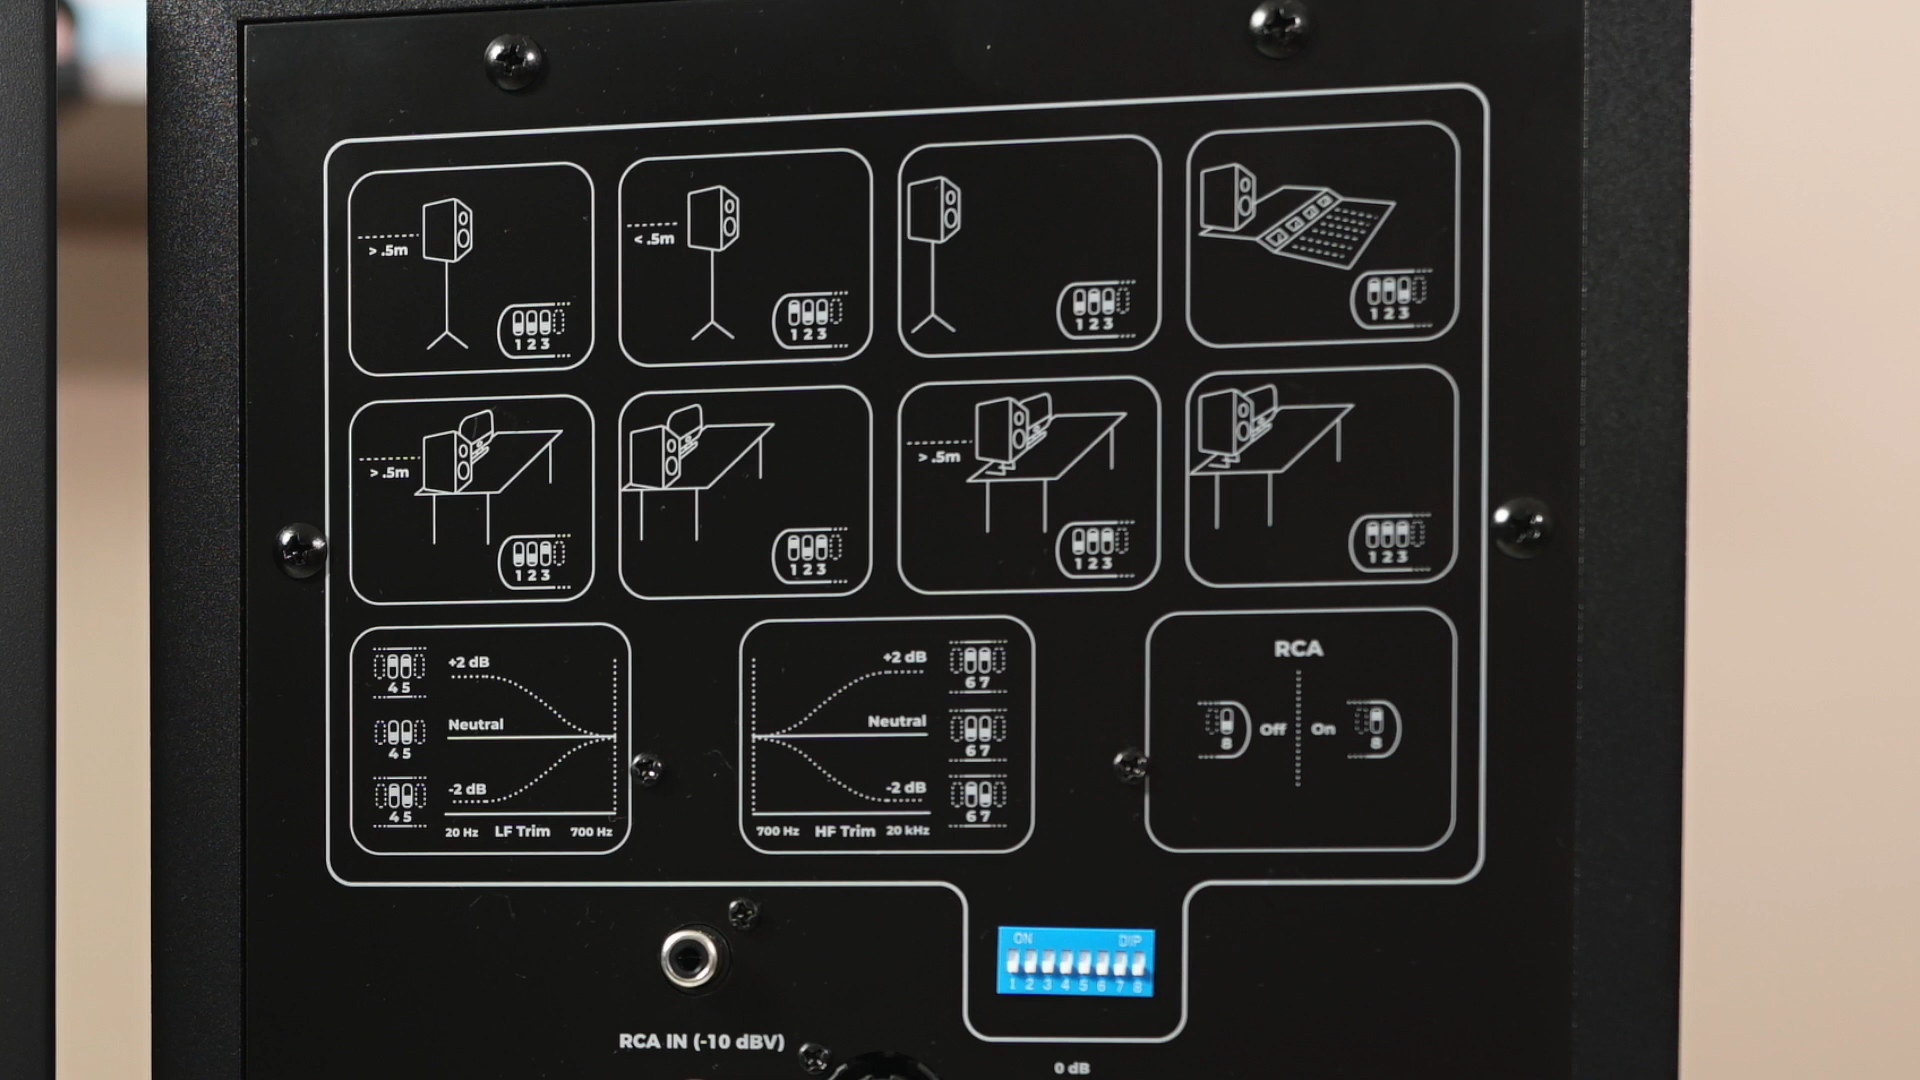 > .5m
< .5m
1 2 3
1 2 3
1 2 3
1 2 3
> .5m
> .5m
1 2 3
1 2 3
1 2 3
1 2 3
4 5
+2 dB
4 5
Neutral
4 5
-2 dB
20 Hz LF Trim 700 Hz
+2 dB
6 7
Neutral
6 7
-2 dB
6 7
700 Hz HF Trim 20 kHz
RCA
8 Off On 8
ON DIP
1 2 3 4 5 6 7 8
RCA IN (-10 dBV)
0 dB